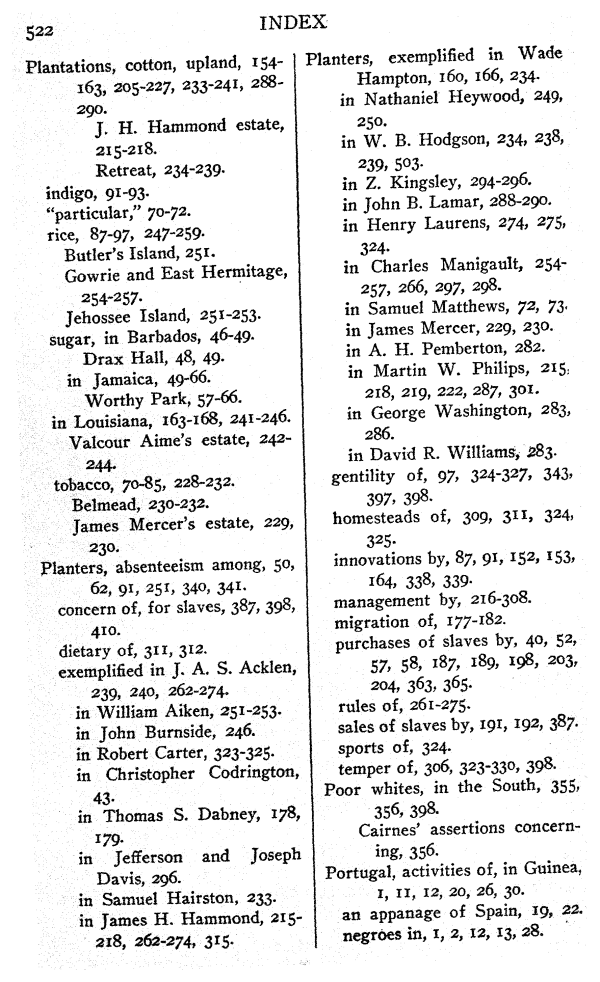 522
INDEX
Plantations, cotton, upland, 154-
163, 205-227, 233-241, 288-
290.
J. H. Hammond estate,
215-218.
Retreat, 234-239.
indigo, 91-93.
"particular," 70-72.
rice, 87-97, 247-259.
Butler's Island, 251.
Gowrie and East Hermitage,
254-257.
Jehossee Island, 251-253.
sugar, in Barbados, 46-49.
Drax Hall, 48, 49.
in Jamaica, 49-66.
Worthy Park, 57-66.
in Louisiana, 163-168, 241-246.
Valcour Aime's estate, 242-
244.
tobacco, 70-85, 228-232.
Belmead, 230-232.
James Mercer's estate, 229,
230.
Planters, absenteeism among, 50,
62, 91, 251, 340, 341.
concern of, for slaves, 387, 398,
410.
dietary of, 311, 312.
exemplified in J. A. S. Acklen,
239, 240, 262-274.
in William Aiken, 251-253.
in John Burnside, 246.
in Robert Carter, 323-325.
in Christopher Codrington,
43.
in Thomas S. Dabney, 178,
179.
in Jefferson and Joseph
Davis, 296.
in Samuel Hairston, 233.
in James H. Hammond, 215-
218, 262-274, 315.
Planters, exemplified in Wade
Hampton, 160, 166, 234.
in Nathaniel Heywood, 249,
250.
in W. B. Hodgson, 234, 238,
239, 503.
in Z. Kingsley, 294-296.
in John B. Lamar, 288-290.
in Henry Laurens, 274, 275,
324.
in Charles Manigault, 254-
257, 266, 297, 298.
in Samuel Matthews, 72, 73.
in James Mercer, 229, 230.
in A. H. Pemberton, 282.
in Martin W. Philips, 215,
218, 219, 222, 287, 301.
in George Washington, 283,
286.
in David R. Williams, 283.
gentility of, 97, 324-327, 343,
397, 398.
homesteads of, 309, 311, 324,
325.
innovations by, 87, 91, 152, 153,
164, 338, 339.
management by, 216-308.
migration of, 177-182.
purchases of slaves by, 40, 52,
57, 58, 187, 189, 198, 203,
204, 363, 365.
rules of, 261-275.
sales of slaves by, 191, 192, 387.
sports of, 324.
temper of, 306, 323-330, 398.
Poor whites, in the South, 355,
356, 398.
Cairnes' assertions concern-
ing, 356.
Portugal, activities of, in Guinea,
1, 11, 12, 20, 26, 30.
an appanage of Spain, 19, 22.
negroes in, 1, 2, 12, 13, 28.